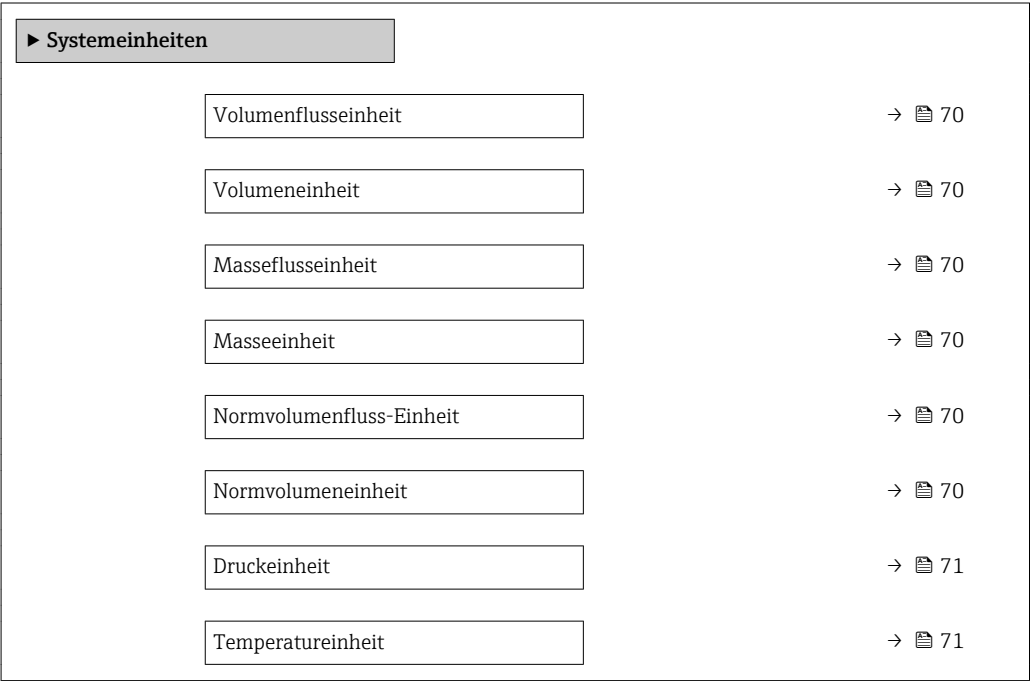 ▶ Systemeinheiten
Volumenflusseinheit → 70
Volumeneinheit → 70
Masseflusseinheit → 70
Masseeinheit → 70
Normvolumenfluss-Einheit → 70
Normvolumeneinheit → 70
Druckeinheit → 71
Temperatureinheit → 71